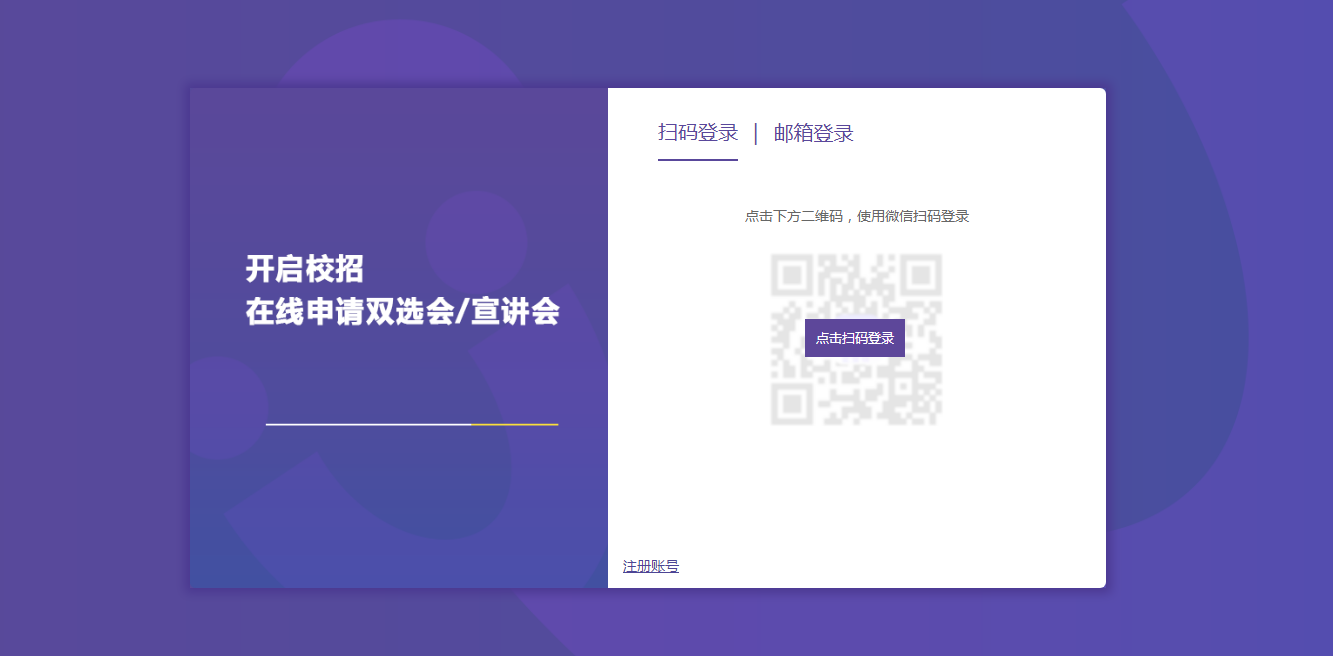 开启校招
在线申请双选会/宣讲会
扫码登录 | 邮箱登录
点击下方二维码，使用微信扫码登录
点击扫码登录
注册账号